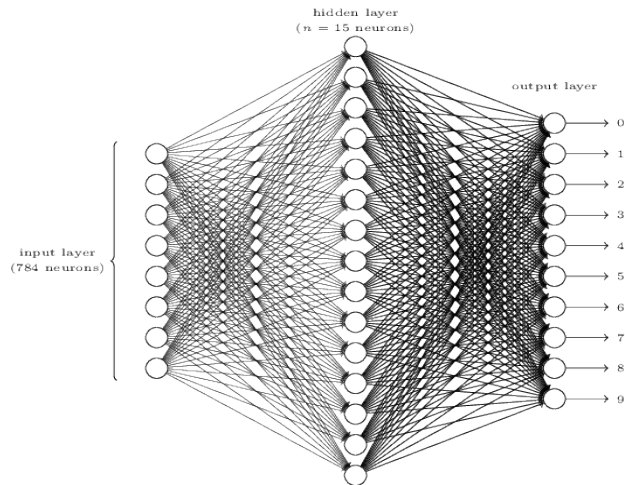 hidden layer
(n = 15 neurons)
output layer
input layer
(784 neurons)
0
1
2
3
4
5
6
7
8
9